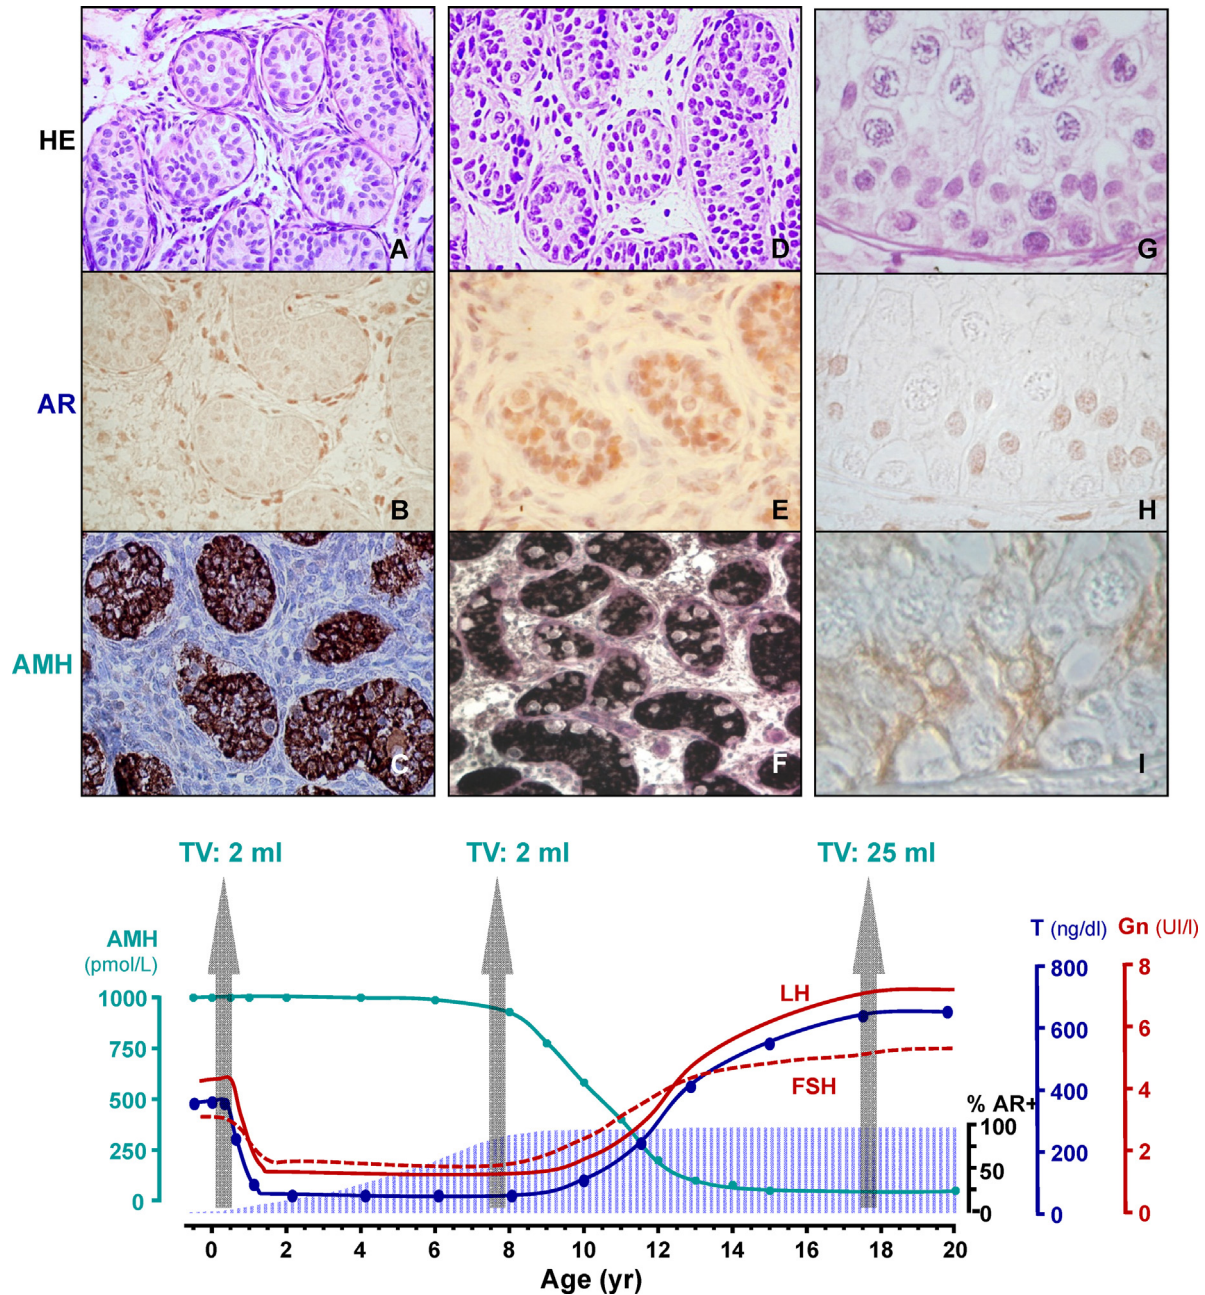 HE
A
D
G
AR
B
E
H
AMH
C
F
I
TV: 2 ml
TV: 2 ml
TV: 25 ml
AMH
(pmol/L)
T (ng/dl)
Gn (UI/l)
1000
750
500
250
0
LH
FSH
% AR+
100
50
0
800
600
400
200
0
8
6
4
2
0
0 2 4 6 8 10 12 14 16 18 20
Age (yr)